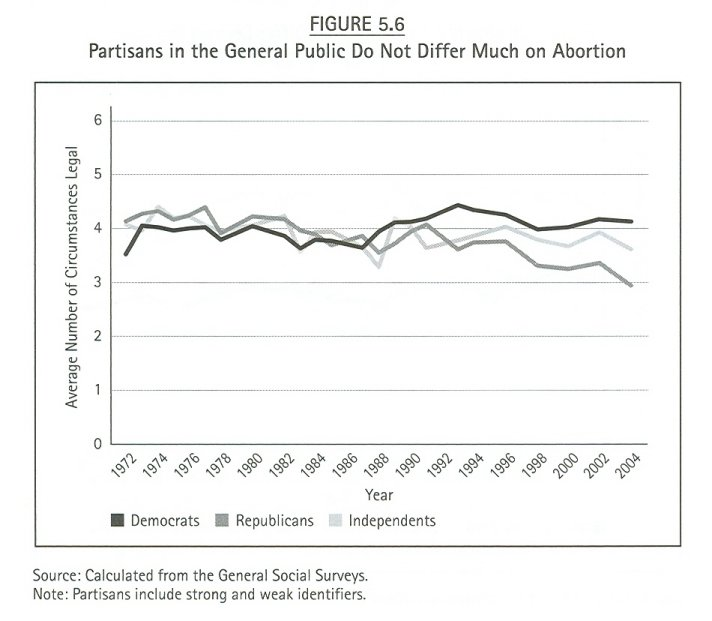 FIGURE 5.6
Partisans in the General Public Do Not Differ Much on Abortion
Average Number of Circumstances Legal
6
5
4
3
2
1
0
1972 1974 1976 1978 1980 1982 1984 1986 1988 1990 1992 1994 1996 1998 2000 2002 2004
Year
Democrats Republicans Independents
Source: Calculated from the General Social Surveys.
Note: Partisans include strong and weak identifiers.